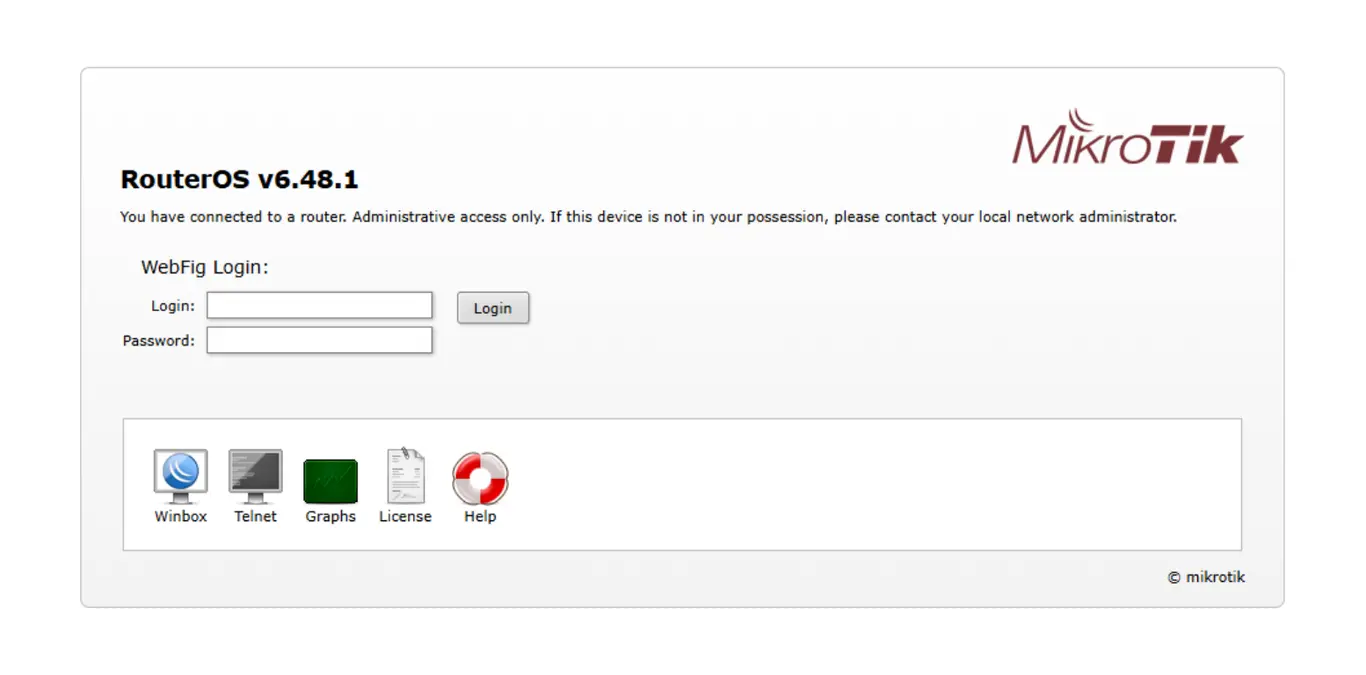 MikroTik
RouterOS v6.48.1
You have connected to a router. Administrative access only. If this device is not in your possession, please contact your local network administrator.
WebFig Login:
Login:
Login
Password:
Winbox Telnet Graphs License Help
© mikrotik